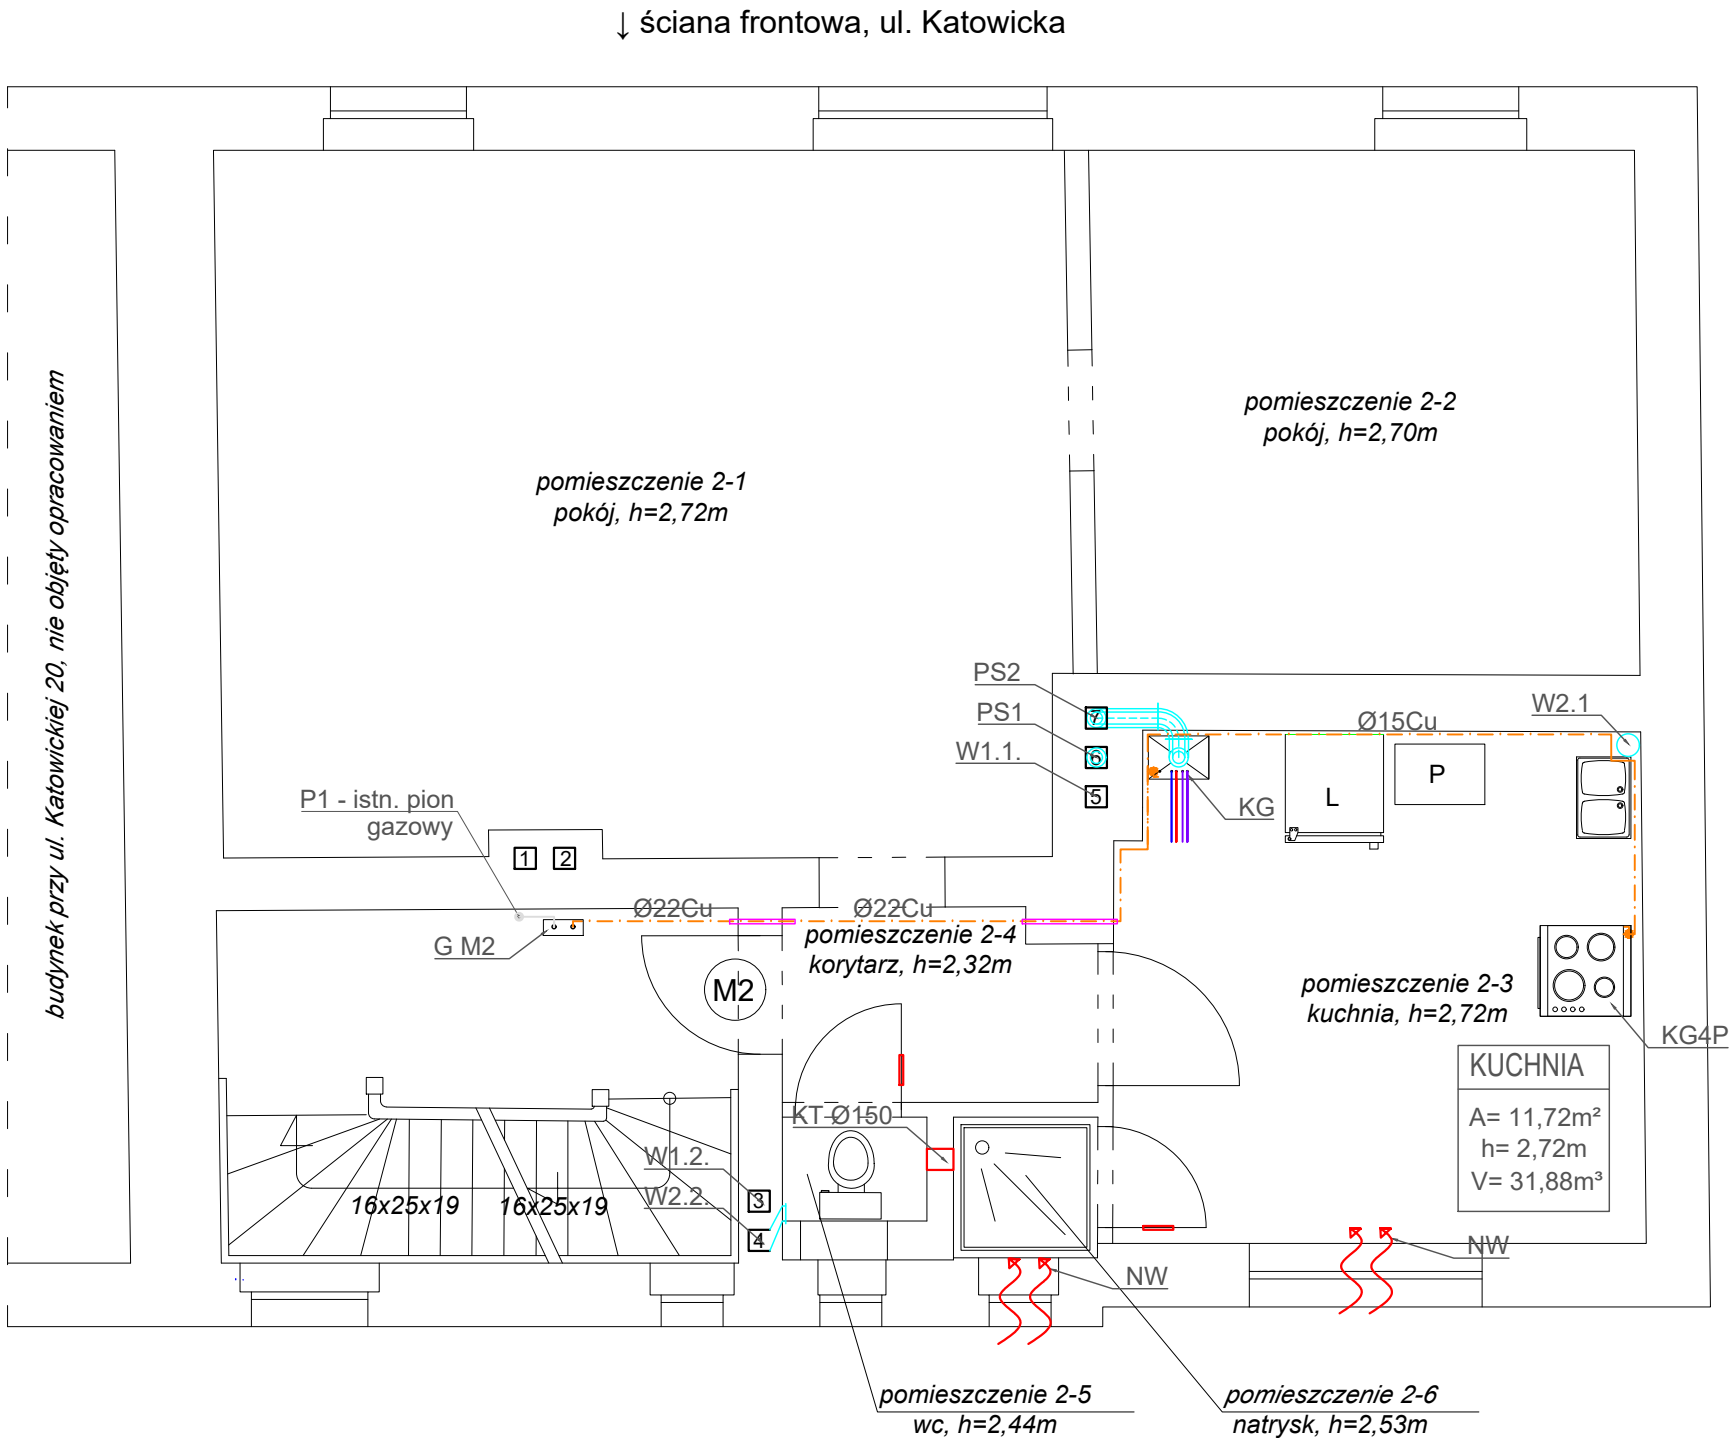 ↓ ściana frontowa, ul. Katowicka
budynek przy ul. Katowickiej 20, nie objęty opracowaniem
pomieszczenie 2-1
pokój, h=2,72m
pomieszczenie 2-2
pokój, h=2,70m
PS2
PS1
W1.1.
7
6
5
Ø15Cu
W2.1
KG
L
P
P1 - istn. pion
gazowy
1
2
G M2
Ø22Cu
Ø22Cu
pomieszczenie 2-4
korytarz, h=2,32m
M2
pomieszczenie 2-3
kuchnia, h=2,72m
KG4P
KUCHNIA
A= 11,72m²
h= 2,72m
V= 31,88m³
KT Ø150
W1.2.
W2.2.
3
4
16x25x19
16x25x19
NW
NW
pomieszczenie 2-5
wc, h=2,44m
pomieszczenie 2-6
natrysk, h=2,53m